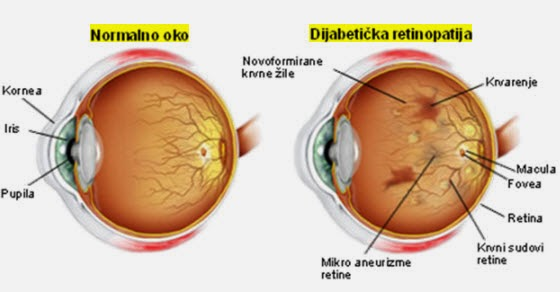 Normalno oko
Kornea
Iris
Pupila
Dijabetička retinopatija
Novoformirane
krvne žile
Krvarenje
Macula
Fovea
Retina
Krvni sudovi
retine
Mikro aneurizme
retine